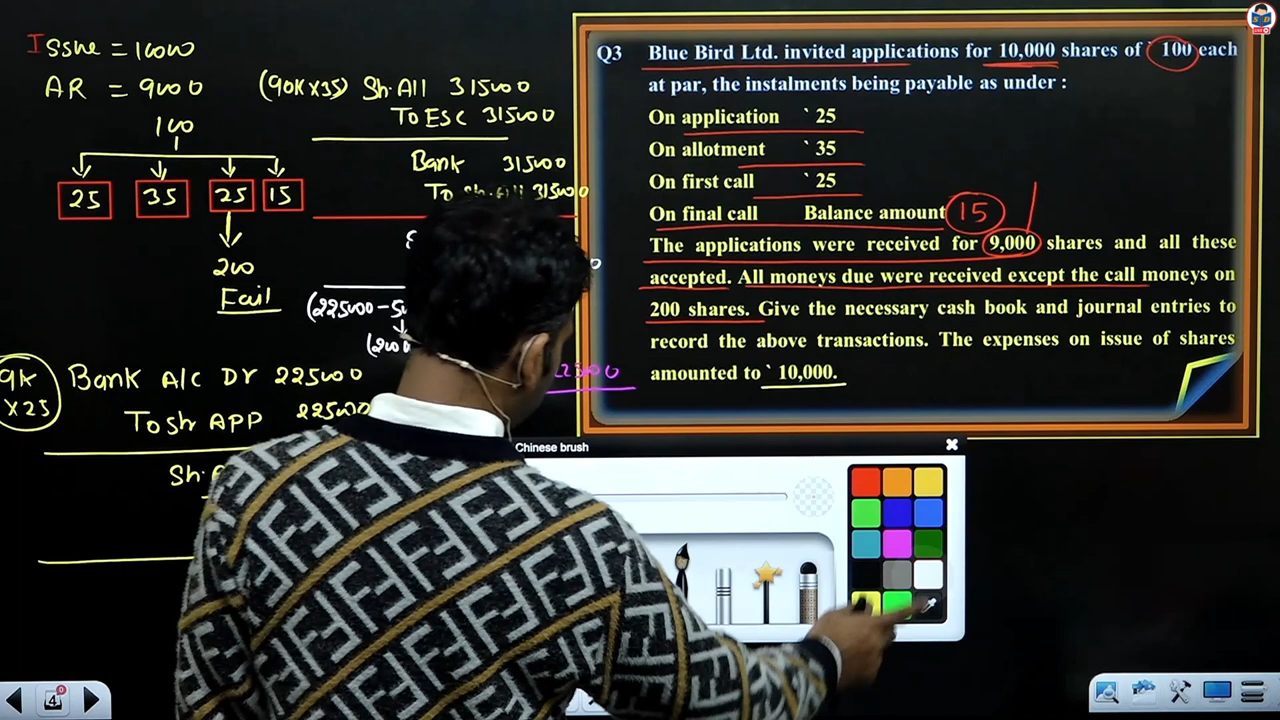 Issue = 10000
AR = 9000
100
25 35 25 15
200
Fail
9K
x 25
Bank A/c Dr 225000
To Sh APP 225000
Sh.
(90K x 35) Sh. All 315000
To ESC 315000
Bank 315000
To Sh. All 315000
(225000 -
Q3 Blue Bird Ltd. invited applications for 10,000 shares of ` 100 each
at par, the instalments being payable as under :
On application ` 25
On allotment ` 35
On first call ` 25
On final call Balance amount 15
The applications were received for 9,000 shares and all these
accepted. All moneys due were received except the call moneys on
200 shares. Give the necessary cash book and journal entries to
record the above transactions. The expenses on issue of shares
amounted to ` 10,000.
Chinese brush
4
0
SD